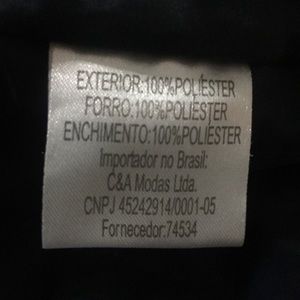 EXTERIOR:100%POLIÉSTER
FORRO:100%POLIÉSTER
ENCHIMENTO:100%POLIÉSTER
Importador no Brasil:
C&A Modas Ltda.
CNPJ 45242914/0001-05
Fornecedor:74534